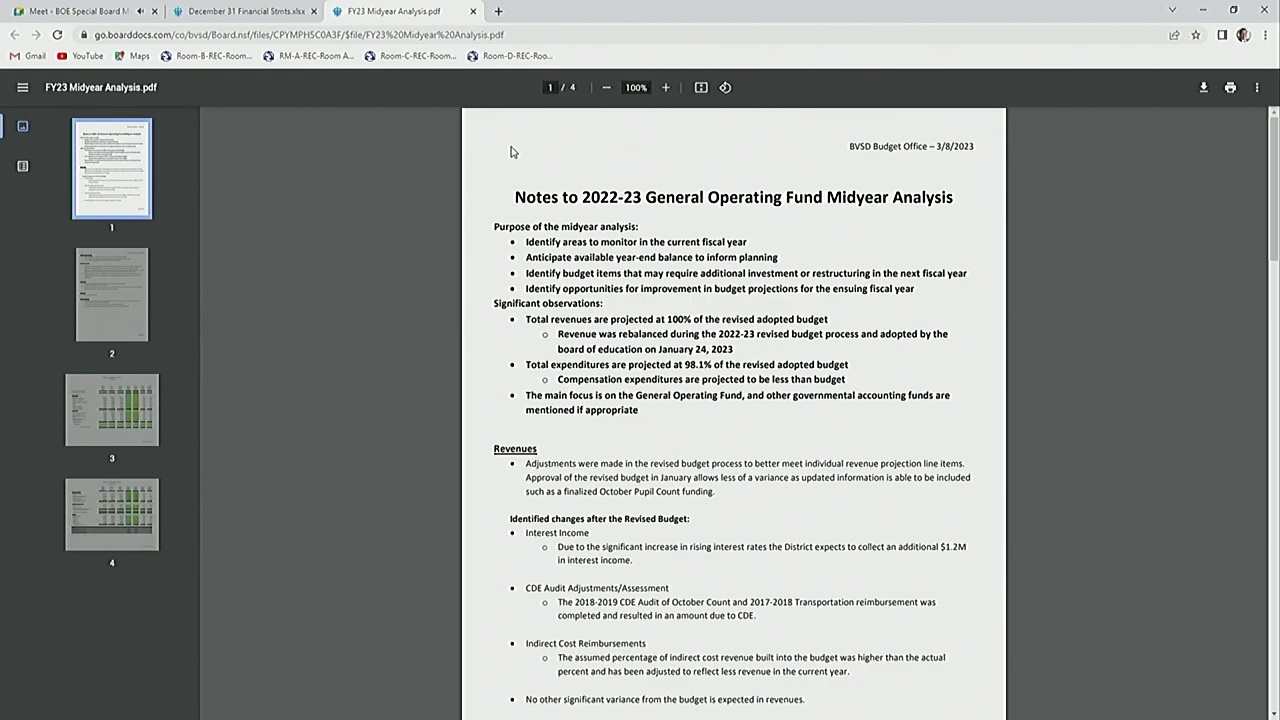 Meet - BOE Special Board M
December 31 Financial Stmts.xlsx
FY23 Midyear Analysis.pdf
go.boarddocs.com/co/bvsd/Board.nsf/files/CPYMPH5C0A3F/$file/FY23%20Midyear%20Analysis.pdf
Gmail YouTube Maps Room-B-REC-Room... RM-A-REC-Room A... Room-C-REC-Room... Room-D-REC-Roo...
FY23 Midyear Analysis.pdf 1 / 4 100%
1
2
3
4
BVSD Budget Office – 3/8/2023
Notes to 2022-23 General Operating Fund Midyear Analysis
Purpose of the midyear analysis:
• Identify areas to monitor in the current fiscal year
• Anticipate available year-end balance to inform planning
• Identify budget items that may require additional investment or restructuring in the next fiscal year
• Identify opportunities for improvement in budget projections for the ensuing fiscal year
Significant observations:
• Total revenues are projected at 100% of the revised adopted budget
o Revenue was rebalanced during the 2022-23 revised budget process and adopted by the
board of education on January 24, 2023
• Total expenditures are projected at 98.1% of the revised adopted budget
o Compensation expenditures are projected to be less than budget
• The main focus is on the General Operating Fund, and other governmental accounting funds are
mentioned if appropriate
Revenues
• Adjustments were made in the revised budget process to better meet individual revenue projection line items.
Approval of the revised budget in January allows less of a variance as updated information is able to be included
such as a finalized October Pupil Count funding.
Identified changes after the Revised Budget:
• Interest Income
o Due to the significant increase in rising interest rates the District expects to collect an additional $1.2M
in interest income.
• CDE Audit Adjustments/Assessment
o The 2018-2019 CDE Audit of October Count and 2017-2018 Transportation reimbursement was
completed and resulted in an amount due to CDE.
• Indirect Cost Reimbursements
o The assumed percentage of indirect cost revenue built into the budget was higher than the actual
percent and has been adjusted to reflect less revenue in the current year.
• No other significant variance from the budget is expected in revenues.